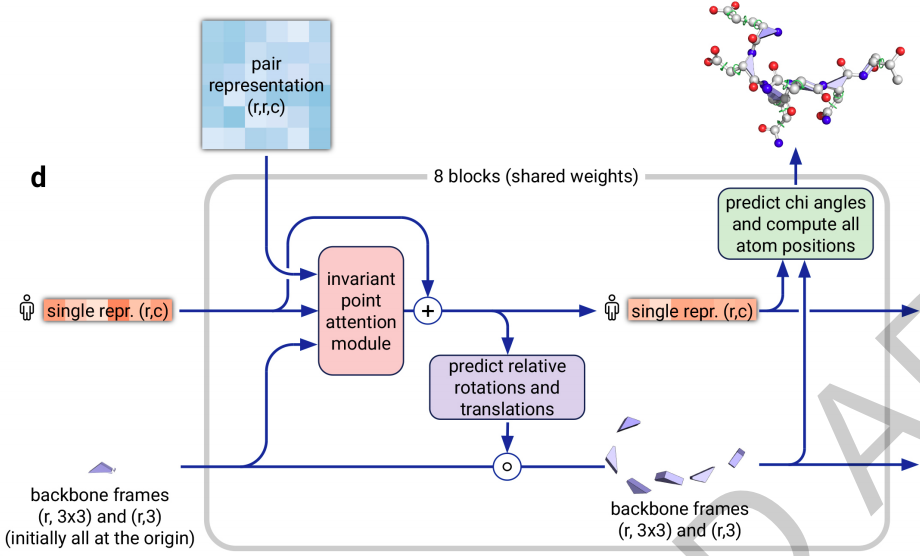 pair
representation
(r,r,c)
d
8 blocks (shared weights)
predict chi angles
and compute all
atom positions
invariant
point
attention
module
single repr. (r,c)
+
single repr. (r,c)
predict relative
rotations and
translations
backbone frames
(r, 3x3) and (r,3)
(initially all at the origin)
backbone frames
(r, 3x3) and (r,3)